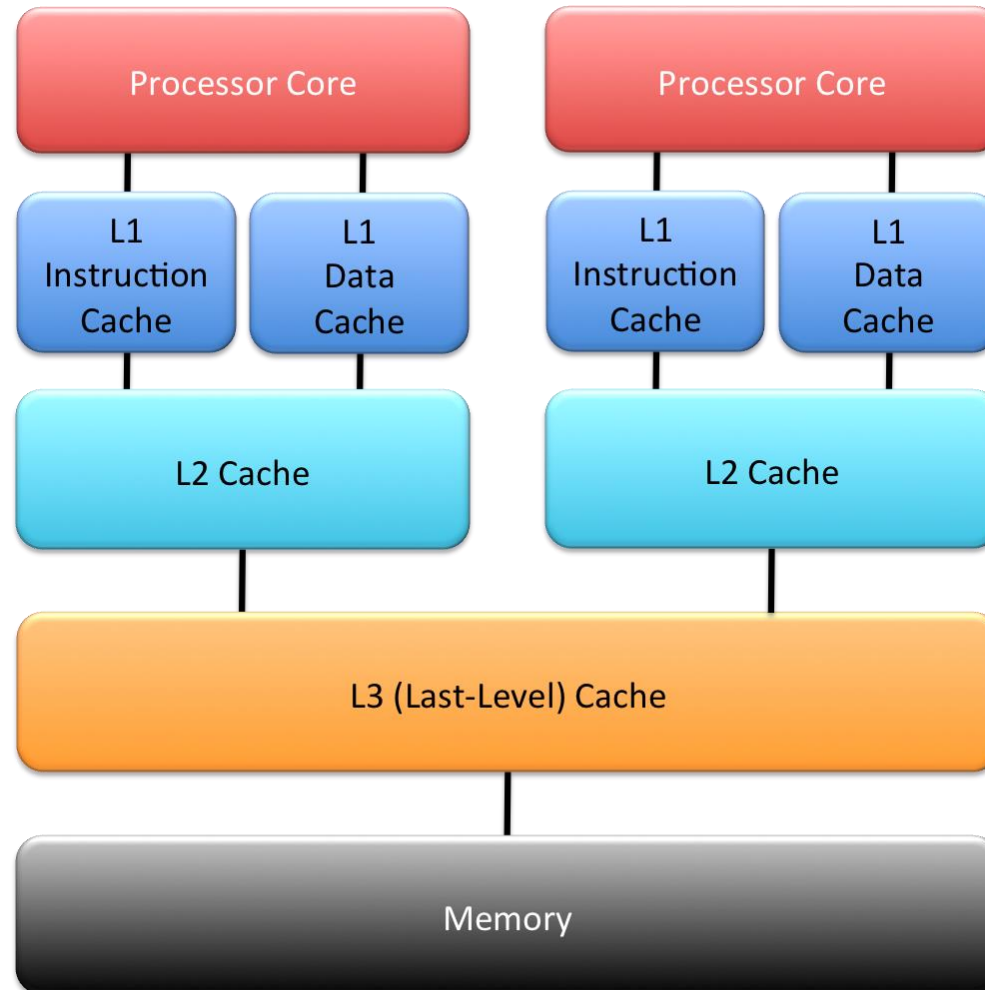 Processor Core
Processor Core
L1
Instruction
Cache
L1
Data
Cache
L1
Instruction
Cache
L1
Data
Cache
L2 Cache
L2 Cache
L3 (Last-Level) Cache
Memory